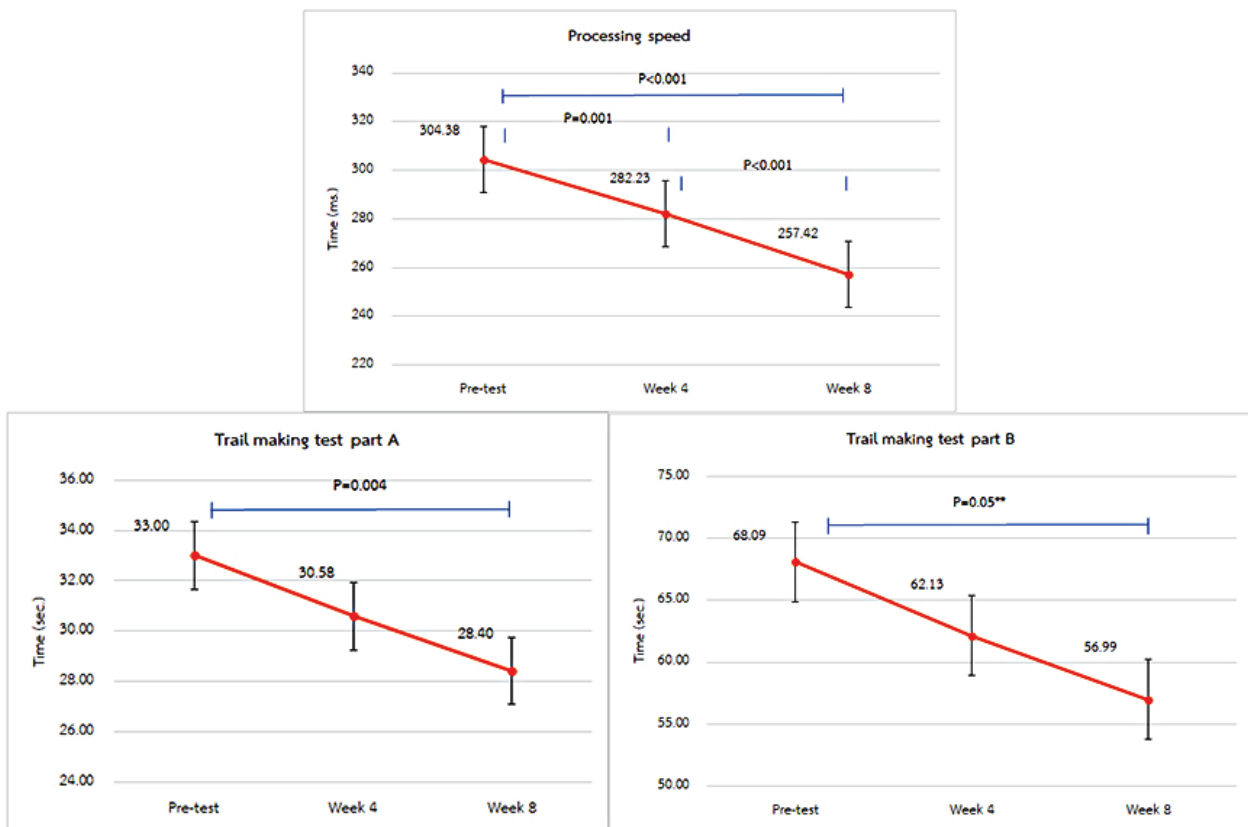 Processing speed
340
P<0.001
320
304.38
P=0.001
P<0.001
300
282.23
280
257.42
260
240
220
Time (ms.)
Pre-test
Week 4
Week 8
Trail making test part A
36.00
P=0.004
34.00
33.00
32.00
30.58
30.00
28.40
28.00
26.00
24.00
Time (sec.)
Pre-test
Week 4
Week 8
Trail making test part B
75.00
P=0.05**
70.00
68.09
65.00
62.13
60.00
56.99
55.00
50.00
Time (sec.)
Pre-test
Week 4
Week 8